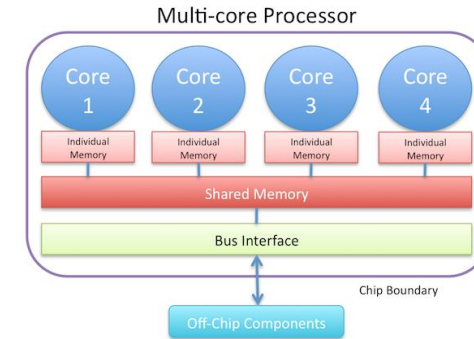 Multi-core Processor
Core 1
Core 2
Core 3
Core 4
Individual Memory
Individual Memory
Individual Memory
Individual Memory
Shared Memory
Bus Interface
Chip Boundary
Off-Chip Components